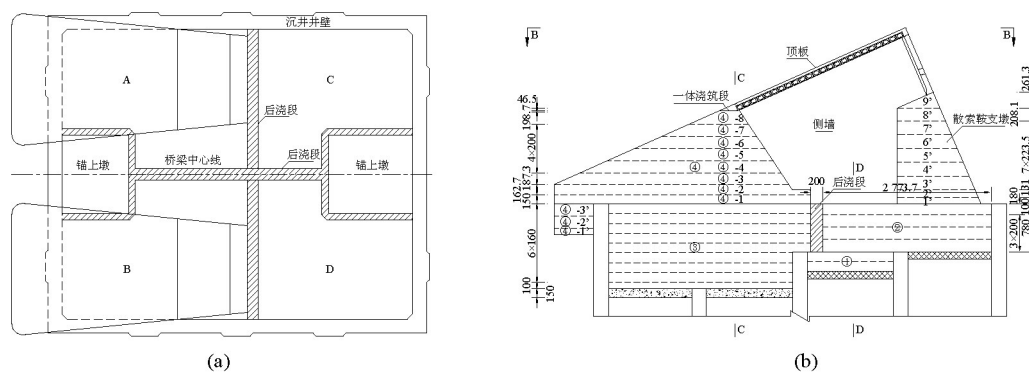 沉井井壁
A
C
后浇段
锚上墩
桥梁中心线
后浇段
锚上墩
B
D
(a)
B
B
顶板
C
一体浇筑段
46.5
198.7
4×200
187.3
162.7
150
6×160
100
150
④ -8
④ -7
④ -6
④ -5
④ ④ -4
④ -3
④ -2
④ -1
侧墙
D
200
后浇段
2 773.7
散索鞍支墩
9'
8'
7'
6'
5'
4'
3'
2'
1'
261.3
208.1
7×223.5
131
100
180
3×200
780
④ -3'
④ -2'
④ -1'
③
②
①
C
D
(b)